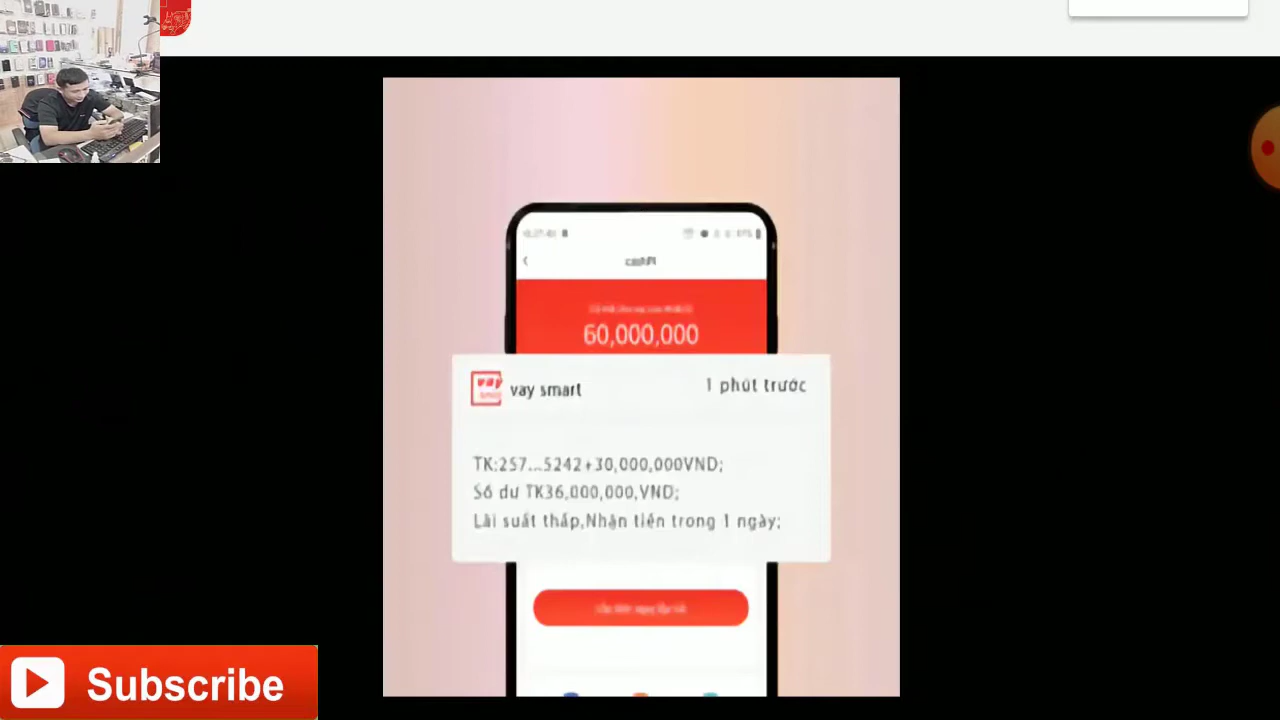 60,000,000
vay smart
1 phút trước
TK:257...5242+30,000,000VND;
Số dư TK36,000,000,VND;
Lãi suất thấp,Nhận tiền trong 1 ngày;
Subscribe